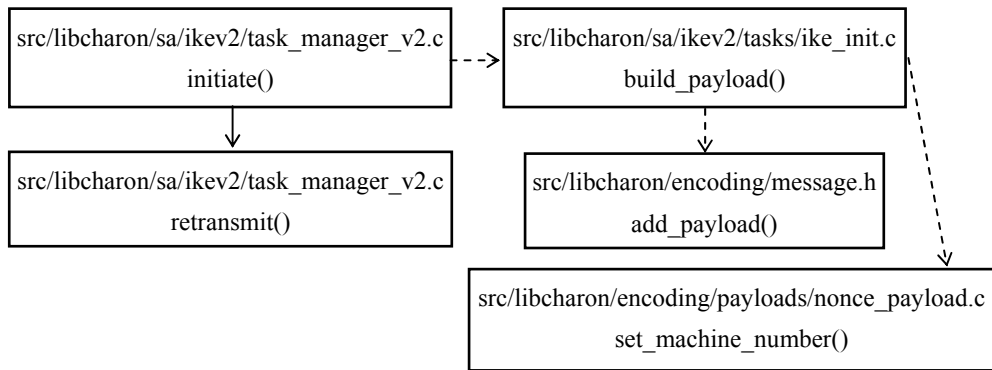 src/libcharon/sa/ikev2/task_manager_v2.c
initiate()
src/libcharon/sa/ikev2/tasks/ike_init.c
build_payload()
src/libcharon/sa/ikev2/task_manager_v2.c
retransmit()
src/libcharon/encoding/message.h
add_payload()
src/libcharon/encoding/payloads/nonce_payload.c
set_machine_number()